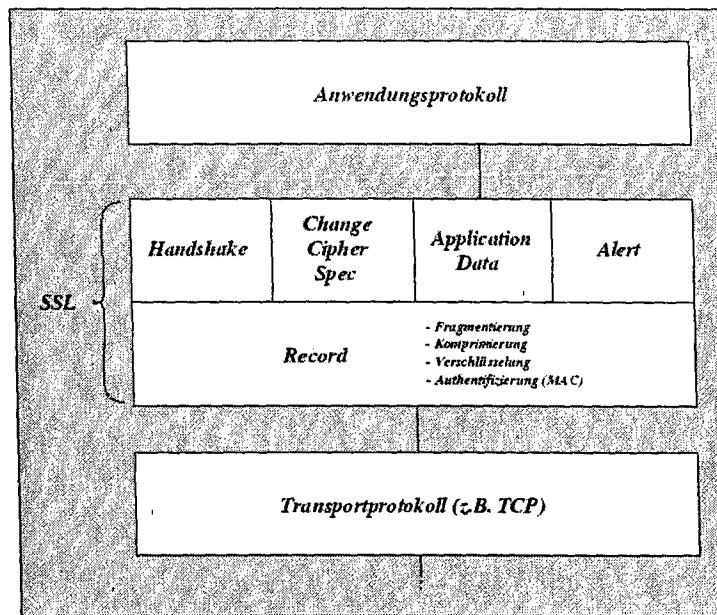 Anwendungsprotokoll
Handshake
Change
Cipher
Spec
Application
Data
Alert
SSL
Record
- Fragmentierung
- Komprimierung
- Verschlüsselung
- Authentifizierung (MAC)
Transportprotokoll (z.B. TCP)